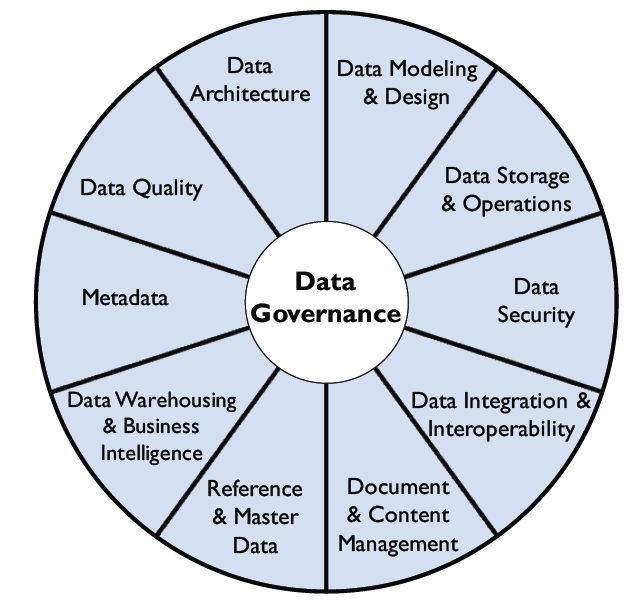 Data
Architecture
Data Modeling
& Design
Data Storage
& Operations
Data
Security
Data Integration &
Interoperability
Document
& Content
Management
Reference
& Master
Data
Data Warehousing
& Business
Intelligence
Metadata
Data Quality
Data
Governance